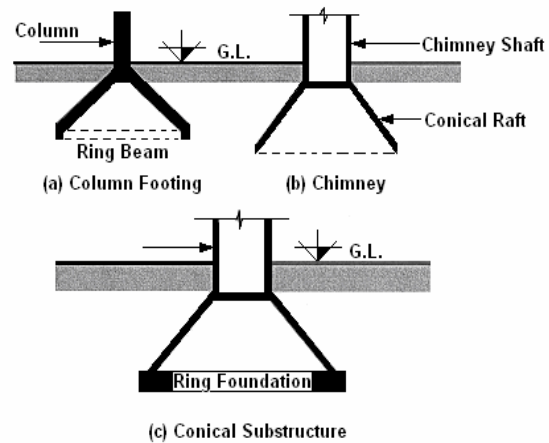 Column
G.L.
Chimney Shaft
Conical Raft
Ring Beam
(a) Column Footing
(b) Chimney
G.L.
Ring Foundation
(c) Conical Substructure